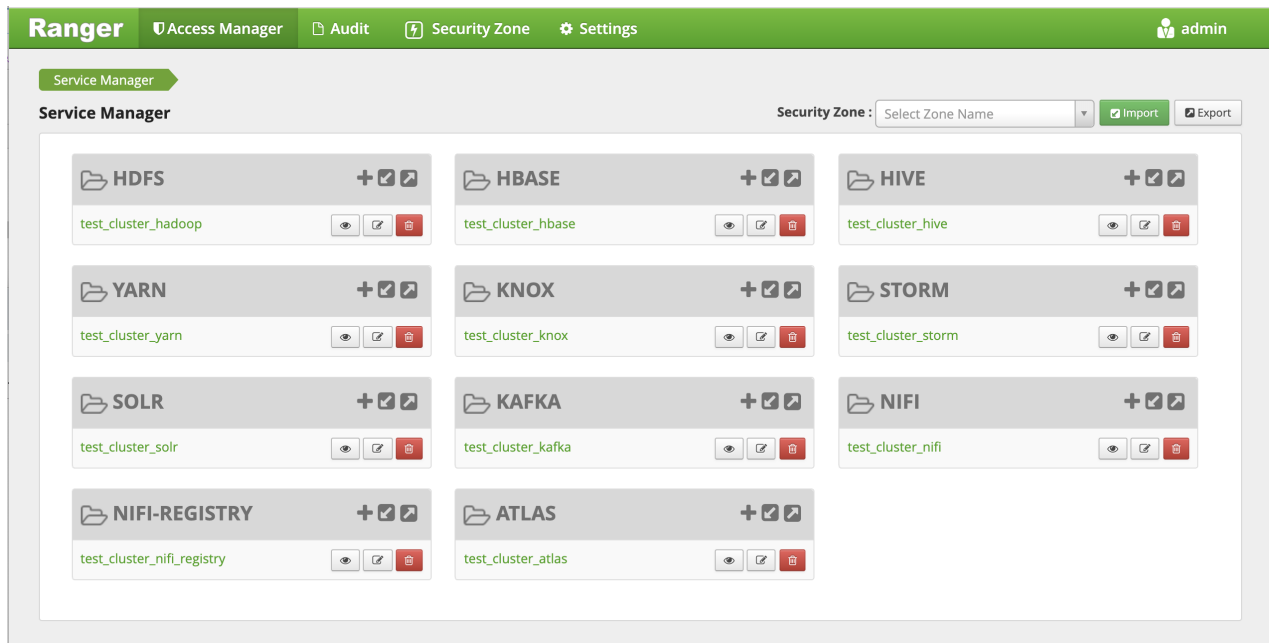 Ranger Access Manager Audit Security Zone Settings admin
Service Manager
Service Manager Security Zone : Select Zone Name Import Export
HDFS HBASE HIVE
test_cluster_hadoop test_cluster_hbase test_cluster_hive
YARN KNOX STORM
test_cluster_yarn test_cluster_knox test_cluster_storm
SOLR KAFKA NIFI
test_cluster_solr test_cluster_kafka test_cluster_nifi
NIFI-REGISTRY ATLAS
test_cluster_nifi_registry test_cluster_atlas